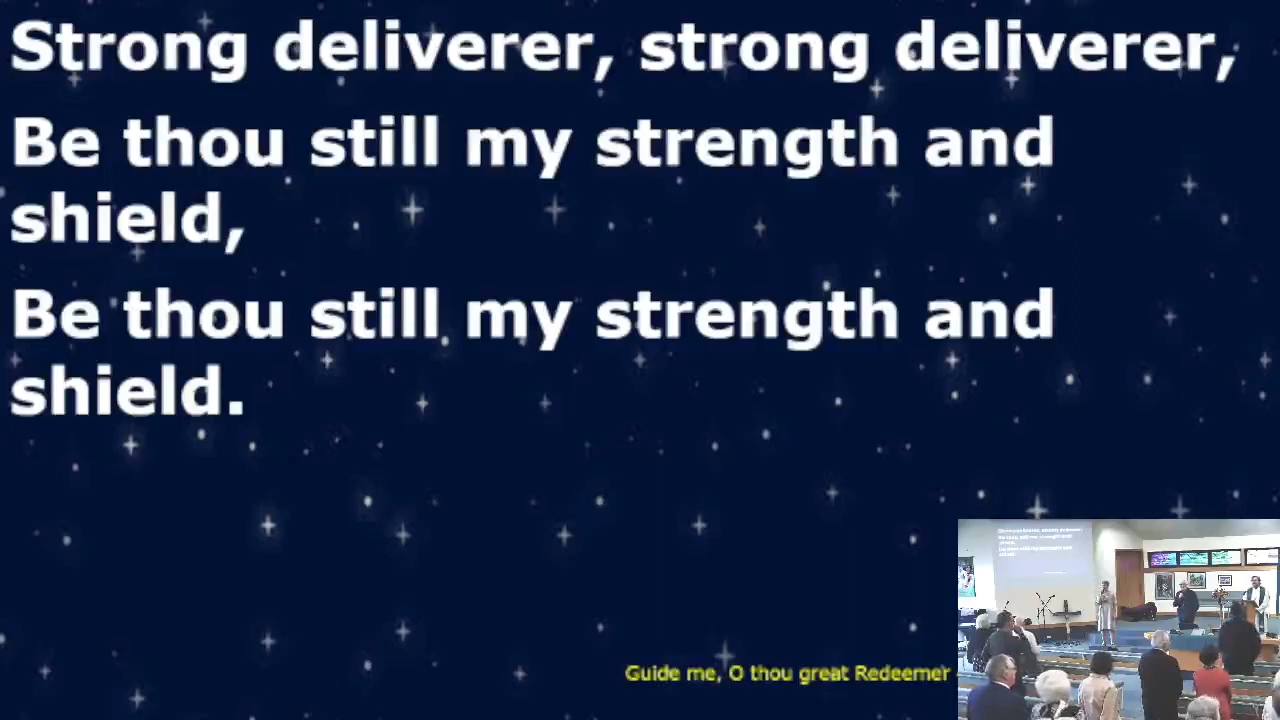 Strong deliverer, strong deliverer,
Be thou still my strength and
shield,
Be thou still my strength and
shield.
Guide me, O thou great Redeemer